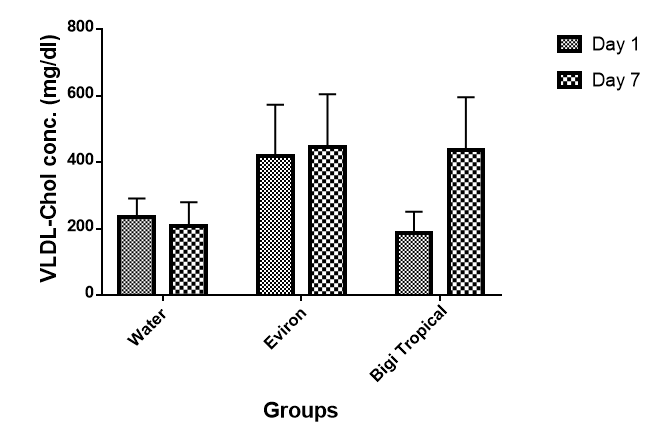 VLDL-Chol conc. (mg/dl)
800
600
400
200
0
Water
Eviron
Bigi Tropical
Groups
Day 1
Day 7